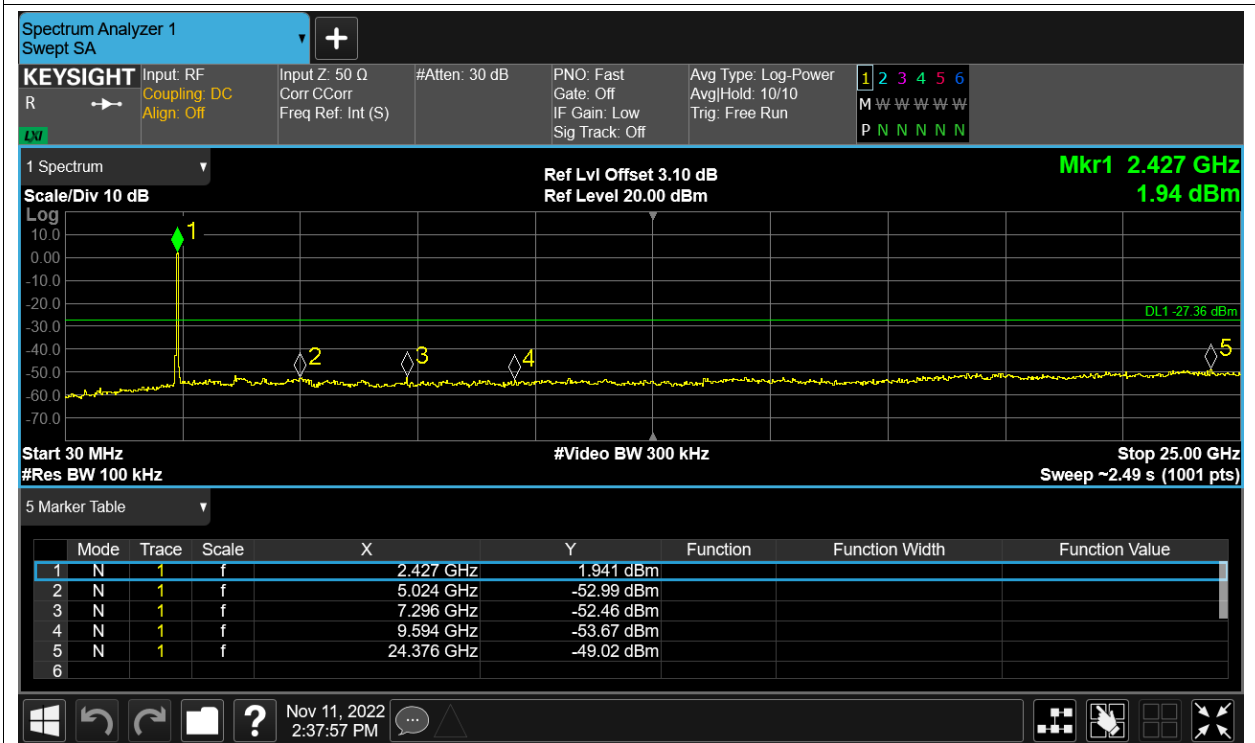 Spectrum Analyzer 1
Swept SA
KEYSIGHT Input: RF Input Z: 50 Ω #Atten: 30 dB PNO: Fast Avg Type: Log-Power 1 2 3 4 5 6
R Coupling: DC Corr CCorr Gate: Off Avg|Hold: 10/10 M W W W W W
Align: Off Freq Ref: Int (S) IF Gain: Low Trig: Free Run
LXI Sig Track: Off P N N N N N
1 Spectrum Ref Lvl Offset 3.10 dB Mkr1 2.427 GHz
Scale/Div 10 dB Ref Level 20.00 dBm 1.94 dBm
Log
10.0 1
0.00
-10.0
-20.0
DL1 -27.36 dBm
-30.0
-40.0
2 3 4 5
-50.0
-60.0
-70.0
Start 30 MHz #Video BW 300 kHz Stop 25.00 GHz
#Res BW 100 kHz Sweep ~2.49 s (1001 pts)
5 Marker Table
Mode Trace Scale X Y Function Function Width Function Value
1 N 1 f 2.427 GHz 1.941 dBm
2 N 1 f 5.024 GHz -52.99 dBm
3 N 1 f 7.296 GHz -52.46 dBm
4 N 1 f 9.594 GHz -53.67 dBm
5 N 1 f 24.376 GHz -49.02 dBm
6
? Nov 11, 2022
2:37:57 PM